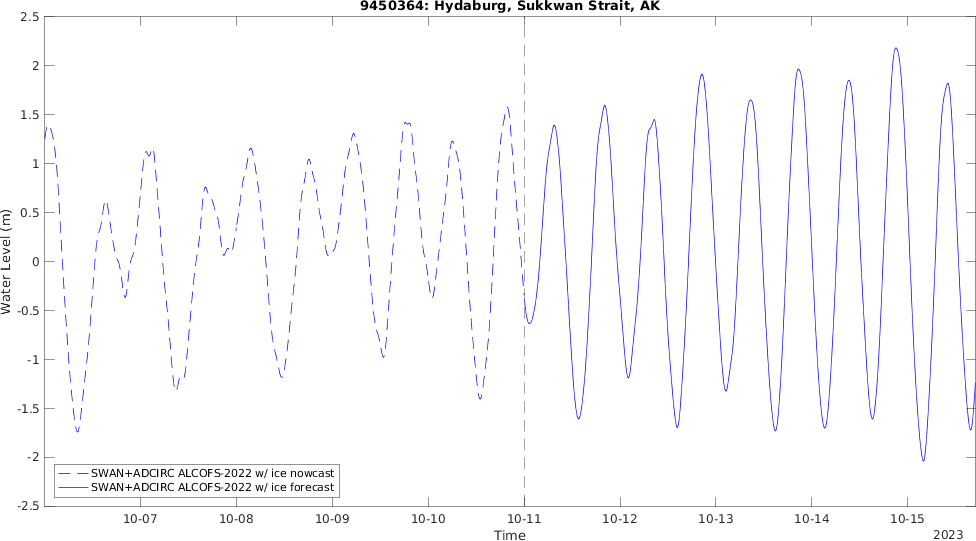 9450364: Hydaburg, Sukkwan Strait, AK
2.5
2
1.5
1
0.5
0
-0.5
-1
-1.5
-2
-2.5
Water Level (m)
SWAN+ADCIRC ALCOFS-2022 w/ ice nowcast
SWAN+ADCIRC ALCOFS-2022 w/ ice forecast
10-07 10-08 10-09 10-10 10-11 10-12 10-13 10-14 10-15
Time
2023